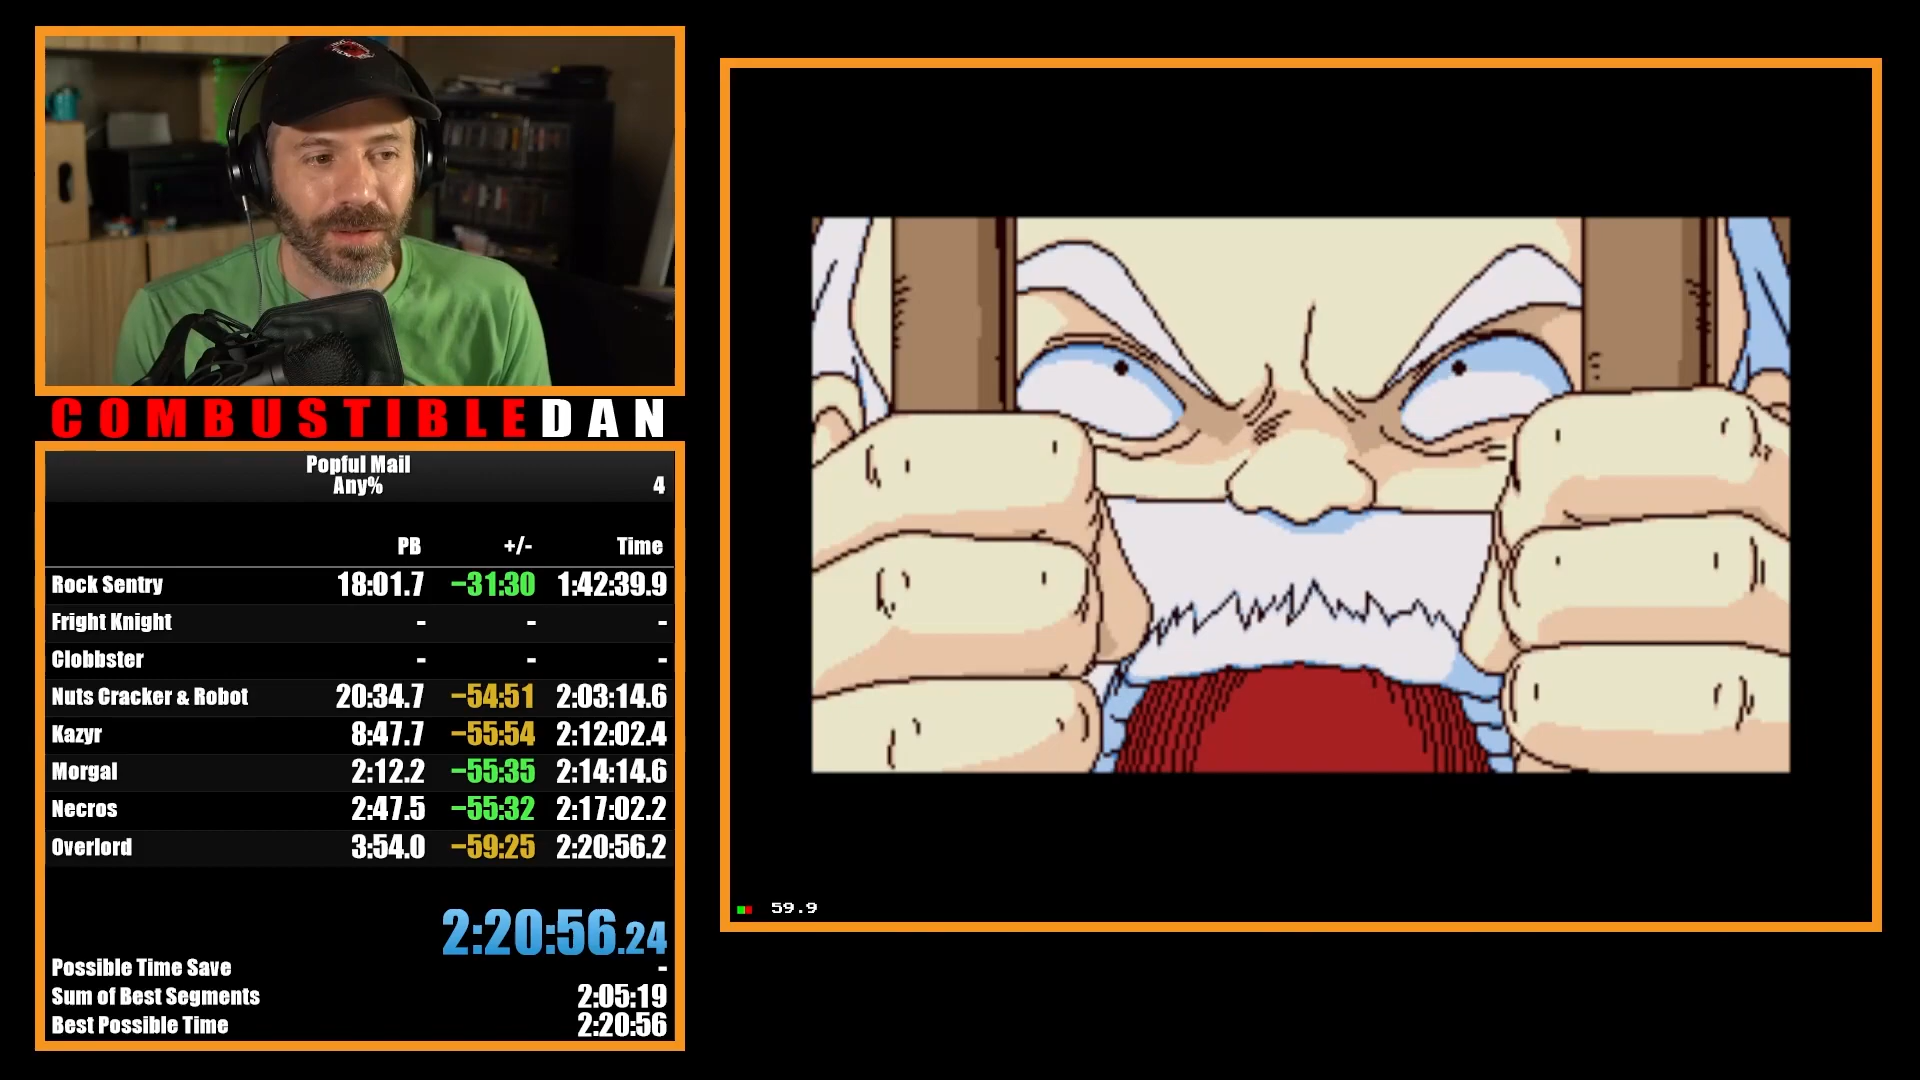 COMBUSTIBLEDAN
Popful Mail
Any% 4
PB +/- Time
Rock Sentry 18:01.7 −31:30 1:42:39.9
Fright Knight - - -
Clobbster - - -
Nuts Cracker & Robot 20:34.7 −54:51 2:03:14.6
Kazyr 8:47.7 −55:54 2:12:02.4
Morgal 2:12.2 −55:35 2:14:14.6
Necros 2:47.5 −55:32 2:17:02.2
Overlord 3:54.0 −59:25 2:20:56.2
2:20:56.24
Possible Time Save -
Sum of Best Segments 2:05:19
Best Possible Time 2:20:56
59.9